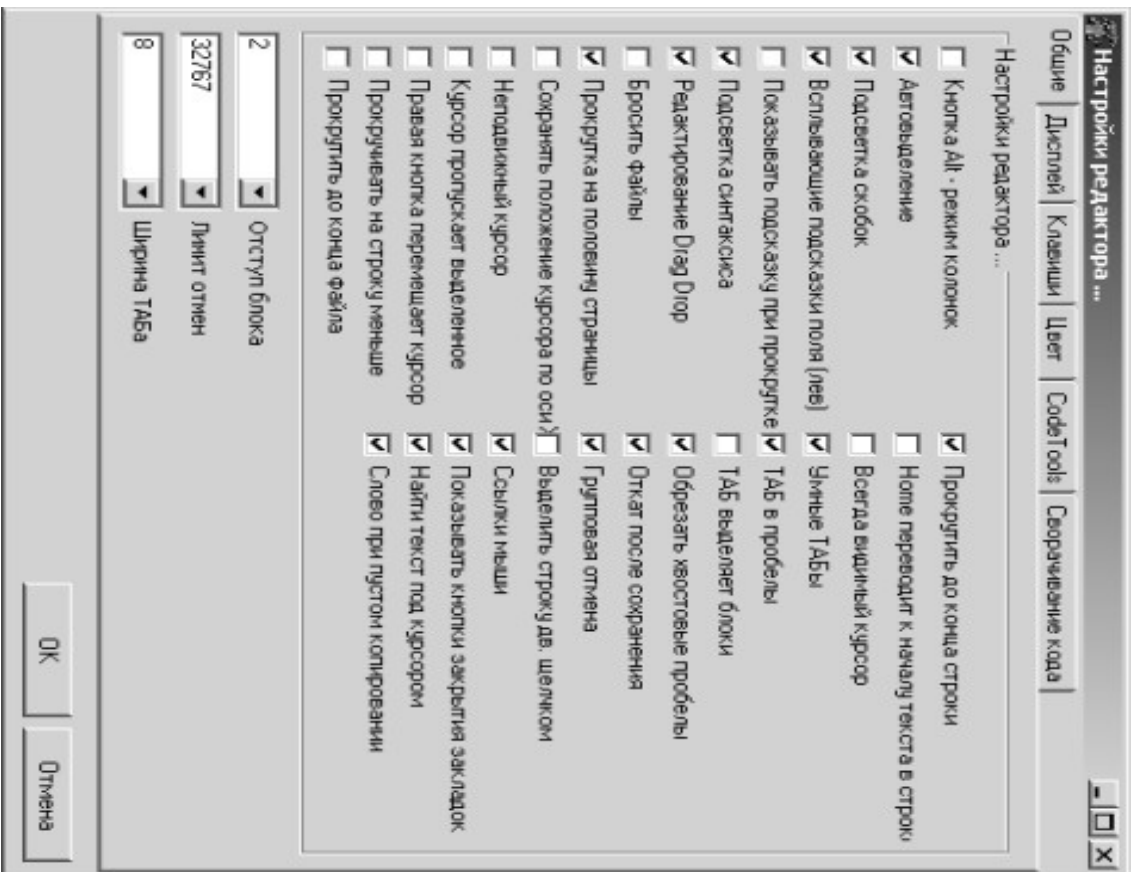 Настройки редактора ...
Общие Дисплей Клавиши Цвет CodeTools Сворачивание кода
Настройки редактора ...
Кнопка Alt - режим колонок
Автовыделение
Подсветка скобок
Всплывающие подсказки поля (лев)
Показывать подсказку при прокрутке
Подсветка синтаксиса
Редактирование Drag Drop
Бросить файлы
Прокрутка на половину страницы
Сохранять положение курсора по оси X
Неподвижный курсор
Курсор пропускает выделенное
Правая кнопка перемещает курсор
Прокручивать на строку меньше
Прокрутить до конца файла
Прокрутить до конца строки
Home переводит к началу текста в строк
Всегда видимый курсор
Умные ТАБы
ТАБ в пробелы
ТАБ выделяет блоки
Обрезать хвостовые пробелы
Откат после сохранения
Групповая отмена
Выделить строку дв. щелчком
Ссылки мыши
Показывать кнопки закрытия закладок
Найти текст под курсором
Слово при пустом копировании
2 Отступ блока
32767 Лимит отмен
8 Ширина ТАБа
OK Отмена